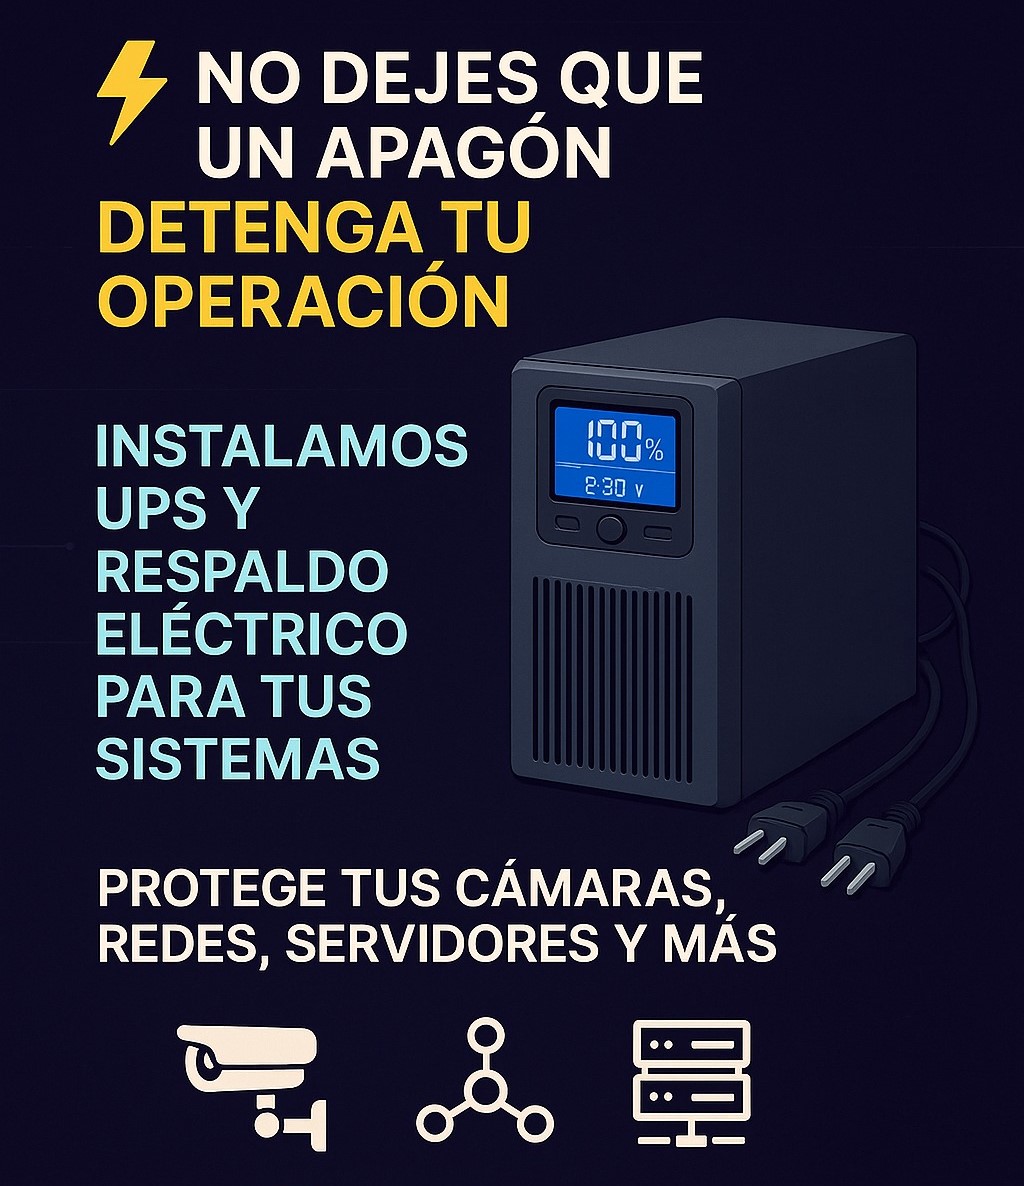 NO DEJES QUE
UN APAGÓN
DETENGA TU
OPERACIÓN
100%
2:30 V
INSTALAMOS
UPS Y
RESPALDO
ELÉCTRICO
PARA TUS
SISTEMAS
PROTEGE TUS CÁMARAS,
REDES, SERVIDORES Y MÁS